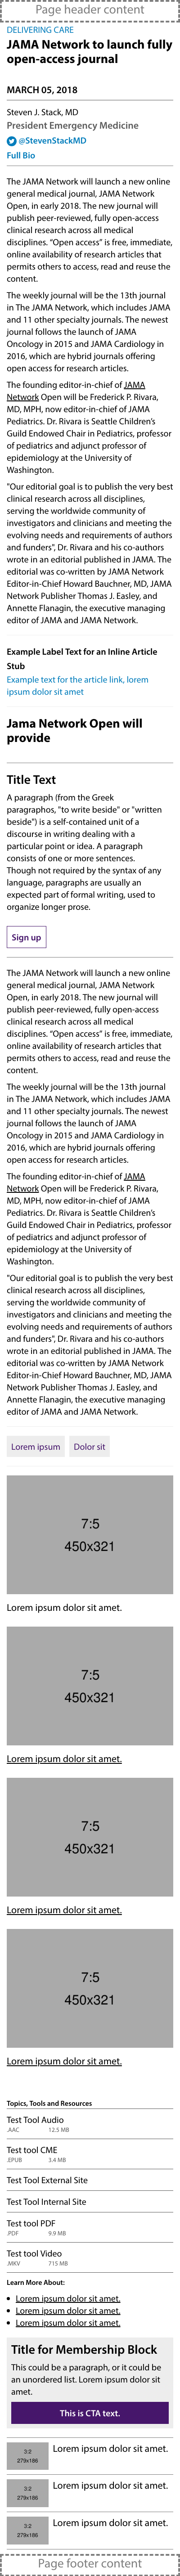 Page header content
DELIVERING CARE
JAMA Network to launch fully
open-access journal
MARCH 05, 2018
Steven J. Stack, MD
President Emergency Medicine
@StevenStackMD
Full Bio
The JAMA Network will launch a new online
general medical journal, JAMA Network
Open, in early 2018. The new journal will
publish peer-reviewed, fully open-access
clinical research across all medical
disciplines. “Open access” is free, immediate,
online availability of research articles that
permits others to access, read and reuse the
content.
The weekly journal will be the 13th journal
in The JAMA Network, which includes JAMA
and 11 other specialty journals. The newest
journal follows the launch of JAMA
Oncology in 2015 and JAMA Cardiology in
2016, which are hybrid journals offering
open access for research articles.
The founding editor-in-chief of JAMA
Network Open will be Frederick P. Rivara,
MD, MPH, now editor-in-chief of JAMA
Pediatrics. Dr. Rivara is Seattle Children’s
Guild Endowed Chair in Pediatrics, professor
of pediatrics and adjunct professor of
epidemiology at the University of
Washington.
"Our editorial goal is to publish the very best
clinical research across all disciplines,
serving the worldwide community of
investigators and clinicians and meeting the
evolving needs and requirements of authors
and funders”, Dr. Rivara and his co-authors
wrote in an editorial published in JAMA. The
editorial was co-written by JAMA Network
Editor-in-Chief Howard Bauchner, MD, JAMA
Network Publisher Thomas J. Easley, and
Annette Flanagin, the executive managing
editor of JAMA and JAMA Network.
Example Label Text for an Inline Article
Stub
Example text for the article link, lorem
ipsum dolor sit amet
Jama Network Open will
provide
Title Text
A paragraph (from the Greek
paragraphos, "to write beside" or "written
beside") is a self-contained unit of a
discourse in writing dealing with a
particular point or idea. A paragraph
consists of one or more sentences.
Though not required by the syntax of any
language, paragraphs are usually an
expected part of formal writing, used to
organize longer prose.
Sign up
The JAMA Network will launch a new online
general medical journal, JAMA Network
Open, in early 2018. The new journal will
publish peer-reviewed, fully open-access
clinical research across all medical
disciplines. “Open access” is free, immediate,
online availability of research articles that
permits others to access, read and reuse the
content.
The weekly journal will be the 13th journal
in The JAMA Network, which includes JAMA
and 11 other specialty journals. The newest
journal follows the launch of JAMA
Oncology in 2015 and JAMA Cardiology in
2016, which are hybrid journals offering
open access for research articles.
The founding editor-in-chief of JAMA
Network Open will be Frederick P. Rivara,
MD, MPH, now editor-in-chief of JAMA
Pediatrics. Dr. Rivara is Seattle Children’s
Guild Endowed Chair in Pediatrics, professor
of pediatrics and adjunct professor of
epidemiology at the University of
Washington.
"Our editorial goal is to publish the very best
clinical research across all disciplines,
serving the worldwide community of
investigators and clinicians and meeting the
evolving needs and requirements of authors
and funders”, Dr. Rivara and his co-authors
wrote in an editorial published in JAMA. The
editorial was co-written by JAMA Network
Editor-in-Chief Howard Bauchner, MD, JAMA
Network Publisher Thomas J. Easley, and
Annette Flanagin, the executive managing
editor of JAMA and JAMA Network.
Lorem ipsum Dolor sit
7:5
450x321
Lorem ipsum dolor sit amet.
7:5
450x321
Lorem ipsum dolor sit amet.
7:5
450x321
Lorem ipsum dolor sit amet.
7:5
450x321
Lorem ipsum dolor sit amet.
Topics, Tools and Resources
Test Tool Audio
.AAC 12.5 MB
Test tool CME
.EPUB 3.4 MB
Test Tool External Site
Test Tool Internal Site
Test tool PDF
.PDF 9.9 MB
Test tool Video
.MKV 715 MB
Learn More About:
Lorem ipsum dolor sit amet.
Lorem ipsum dolor sit amet.
Lorem ipsum dolor sit amet.
Title for Membership Block
This could be a paragraph, or it could be
an unordered list. Lorem ipsum dolor sit
amet.
This is CTA text.
3:2
279x186
Lorem ipsum dolor sit amet.
3:2
279x186
Lorem ipsum dolor sit amet.
3:2
279x186
Lorem ipsum dolor sit amet.
Page footer content